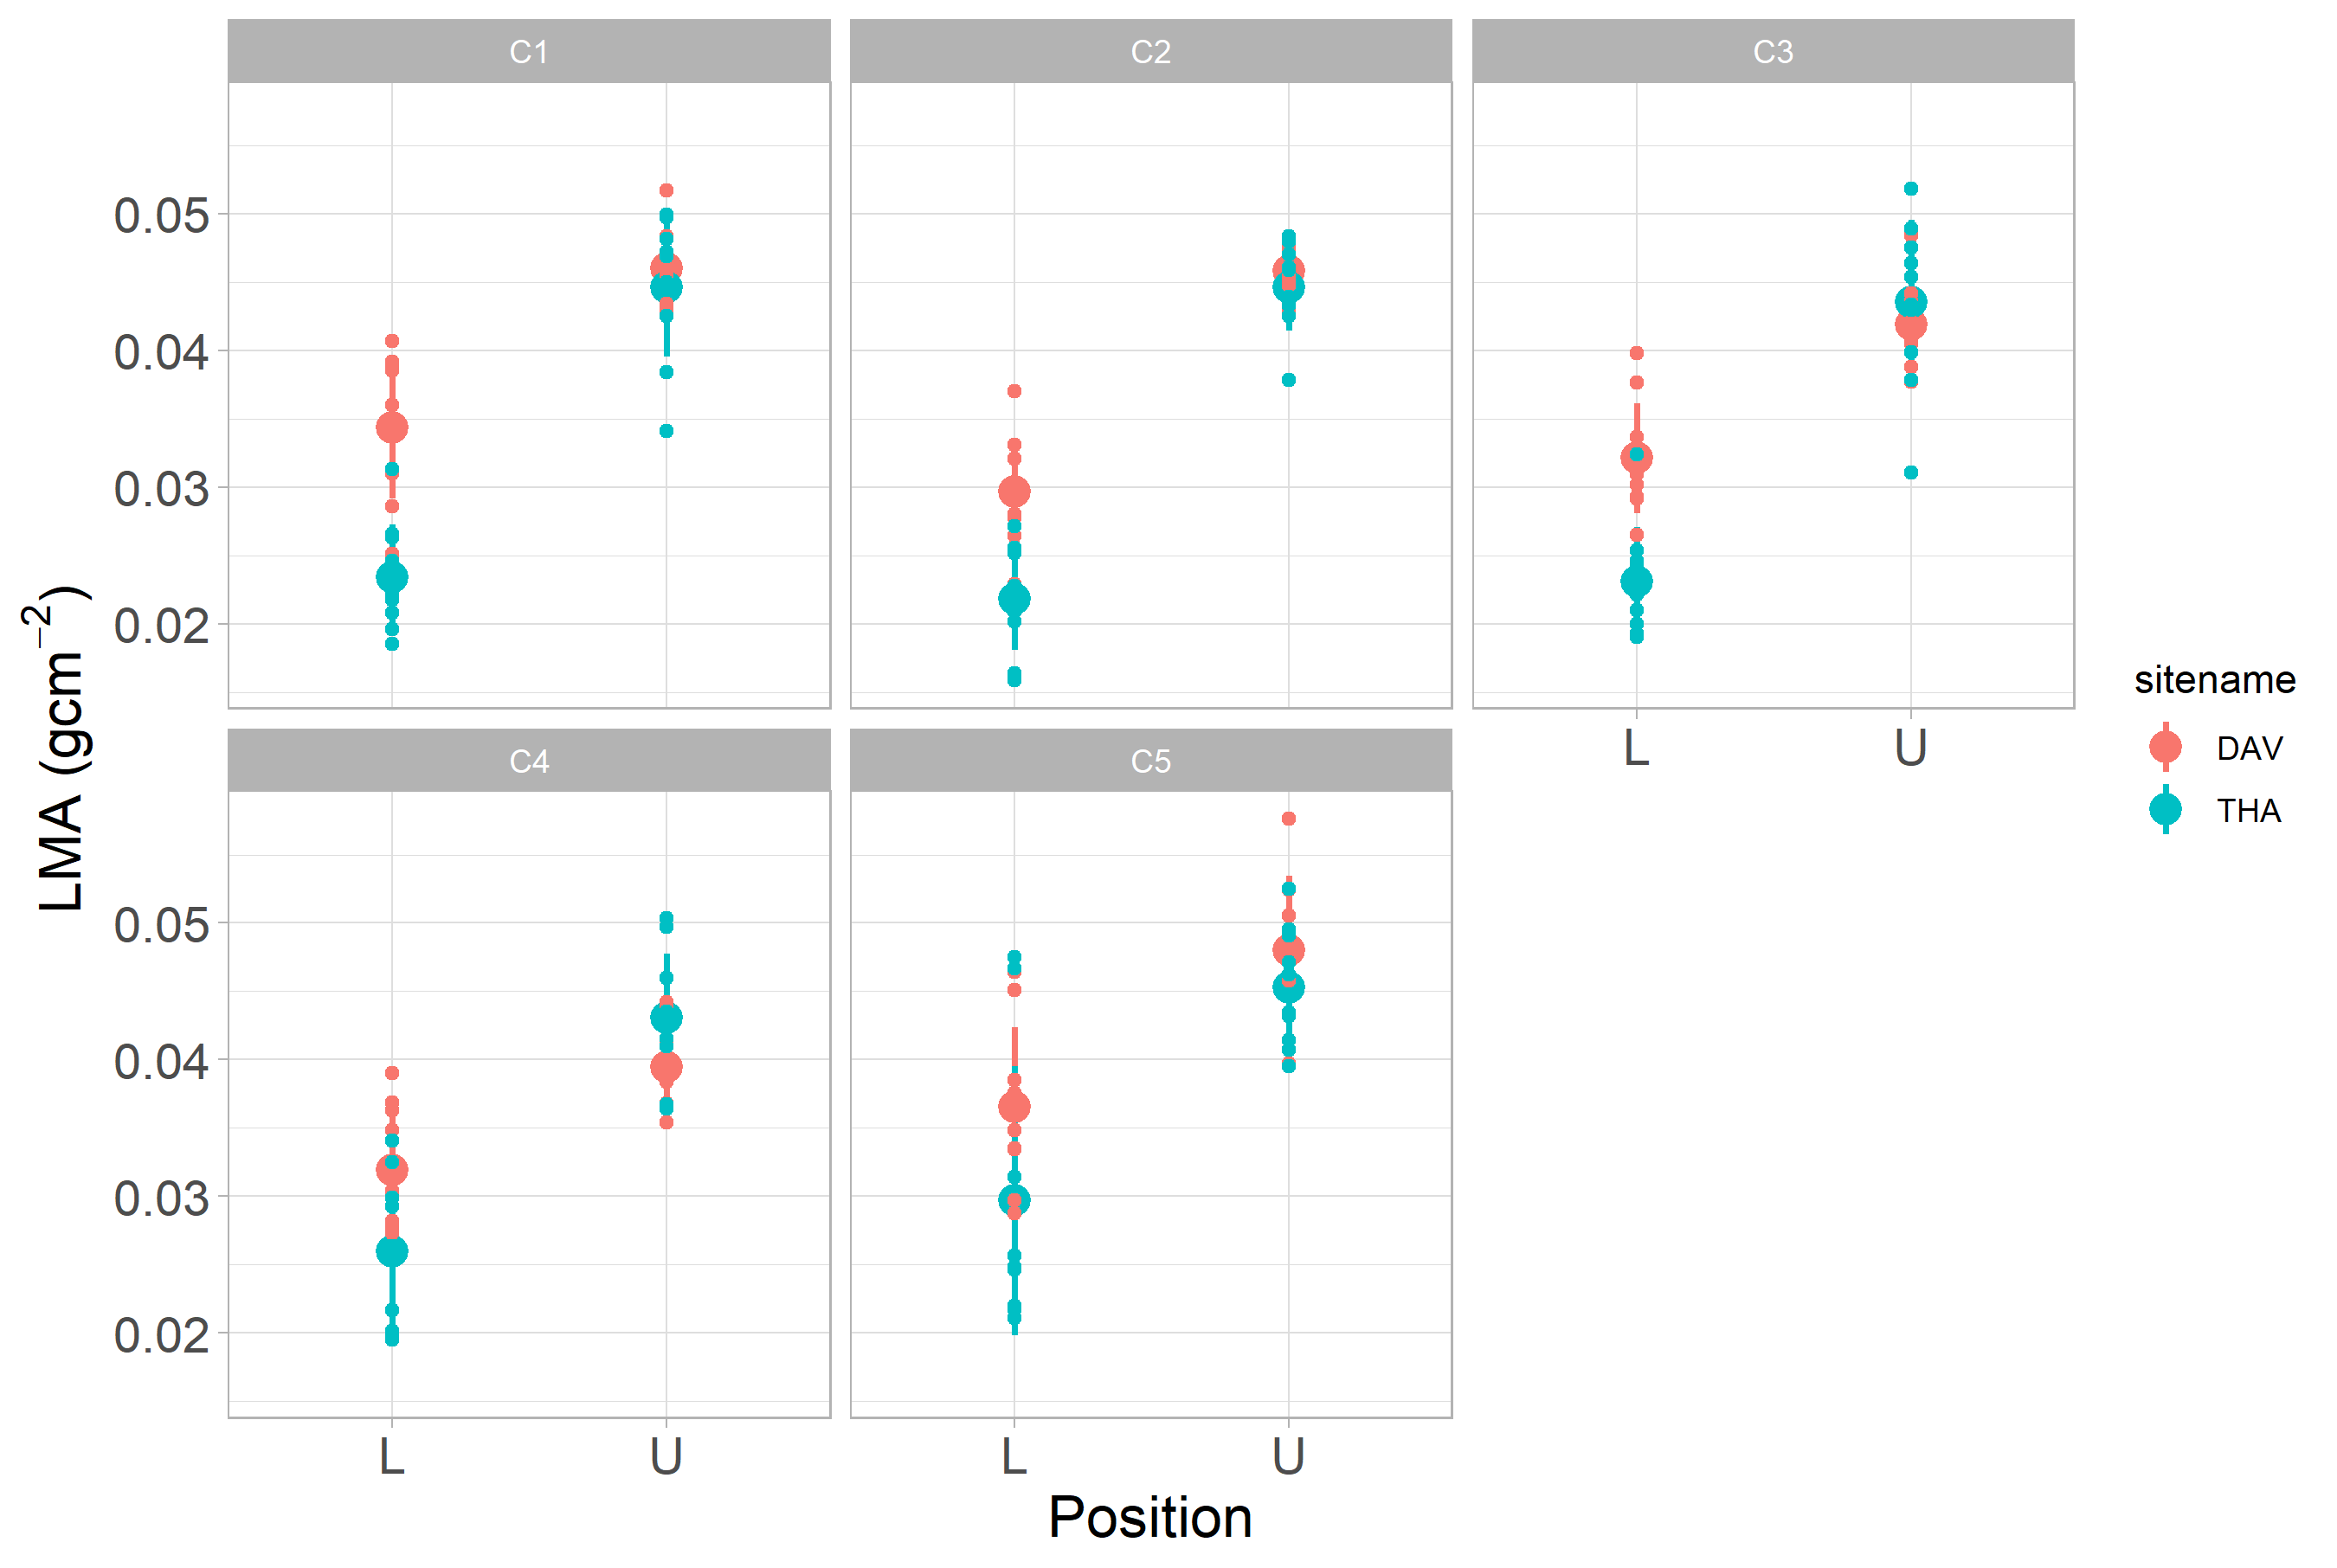 C1 C2 C3
0.05
0.04
0.03
0.02
L U
C4 C5
0.05
0.04
0.03
0.02
L U L U
LMA (gcm⁻²)
Position
sitename
DAV
THA